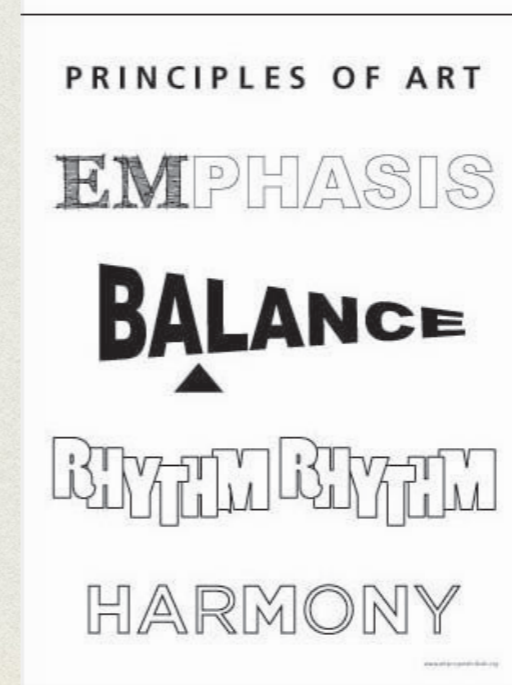 PRINCIPLES OF ART
EMPHASIS
BALANCE
RHYTHM RHYTHM
HARMONY